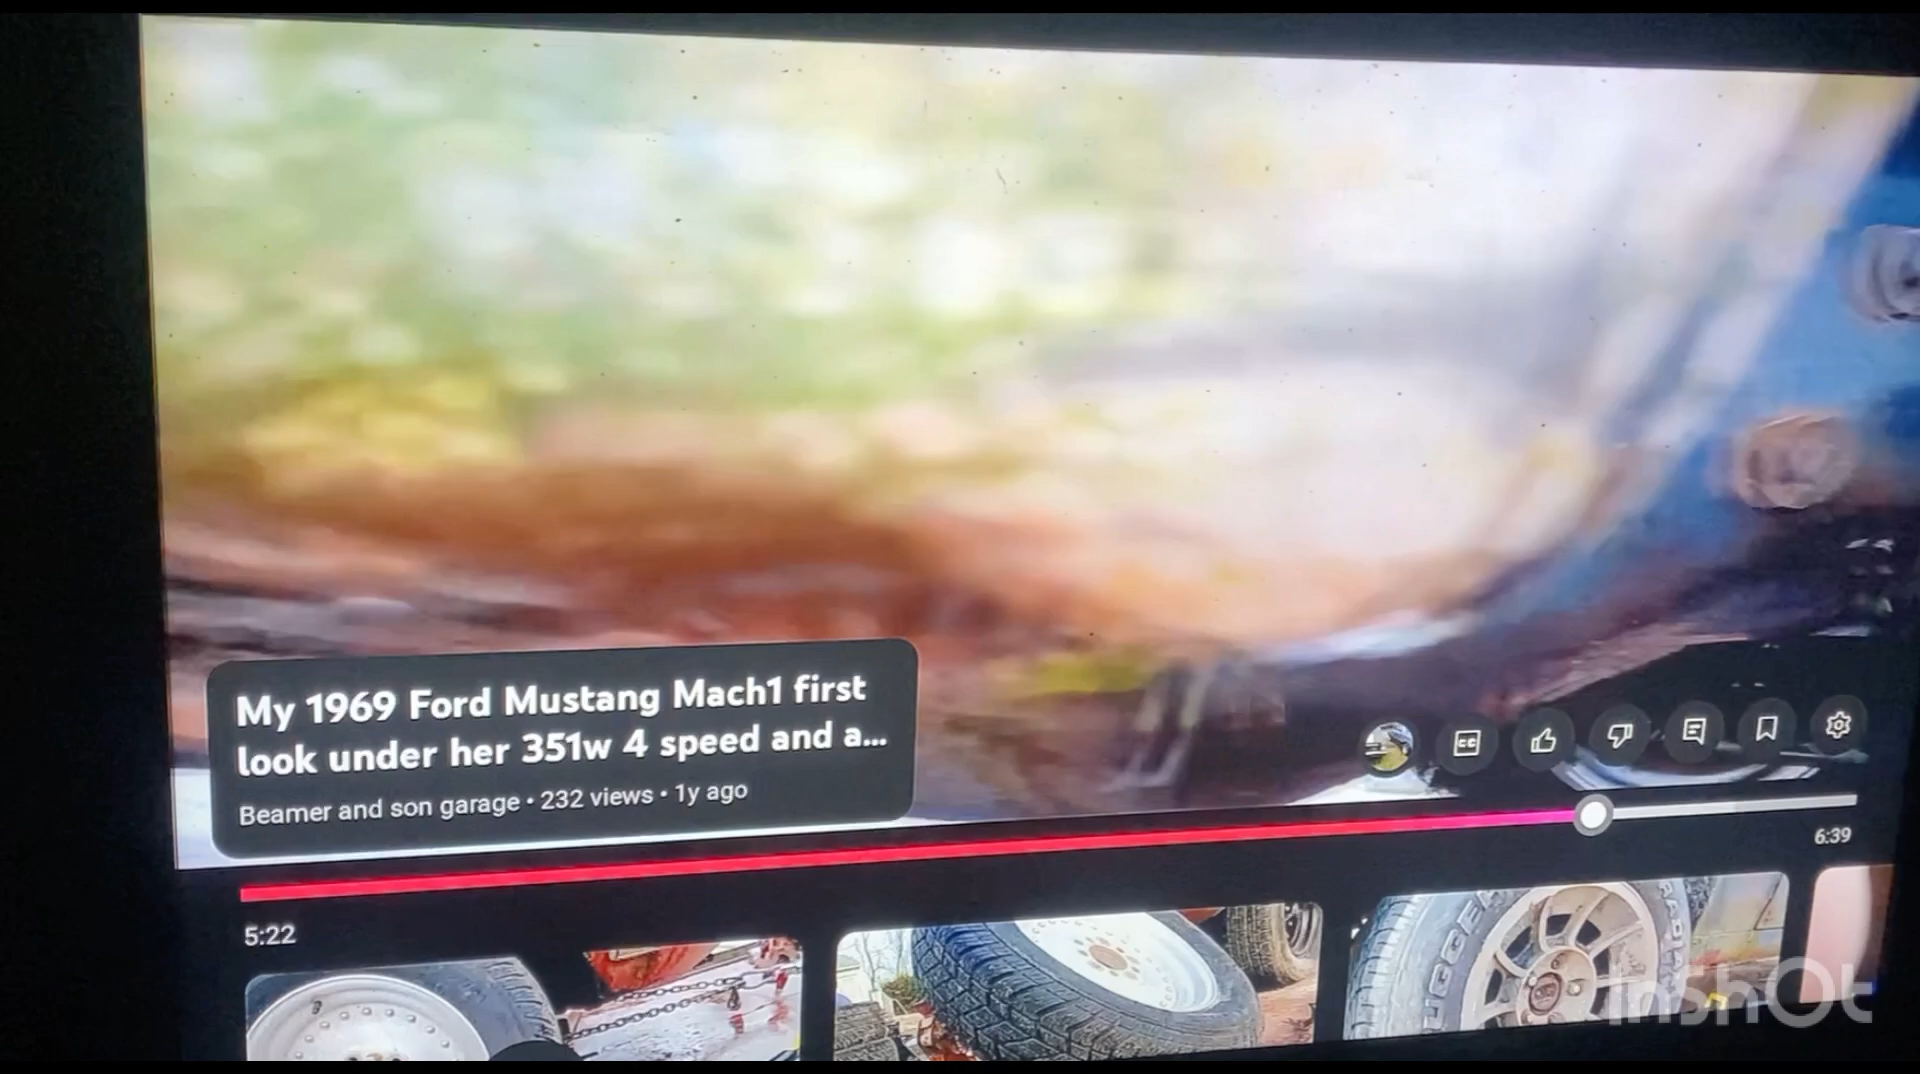 My 1969 Ford Mustang Mach1 first
look under her 351w 4 speed and a...
Beamer and son garage • 232 views • 1y ago
CC
6:39
5:22
InShOt